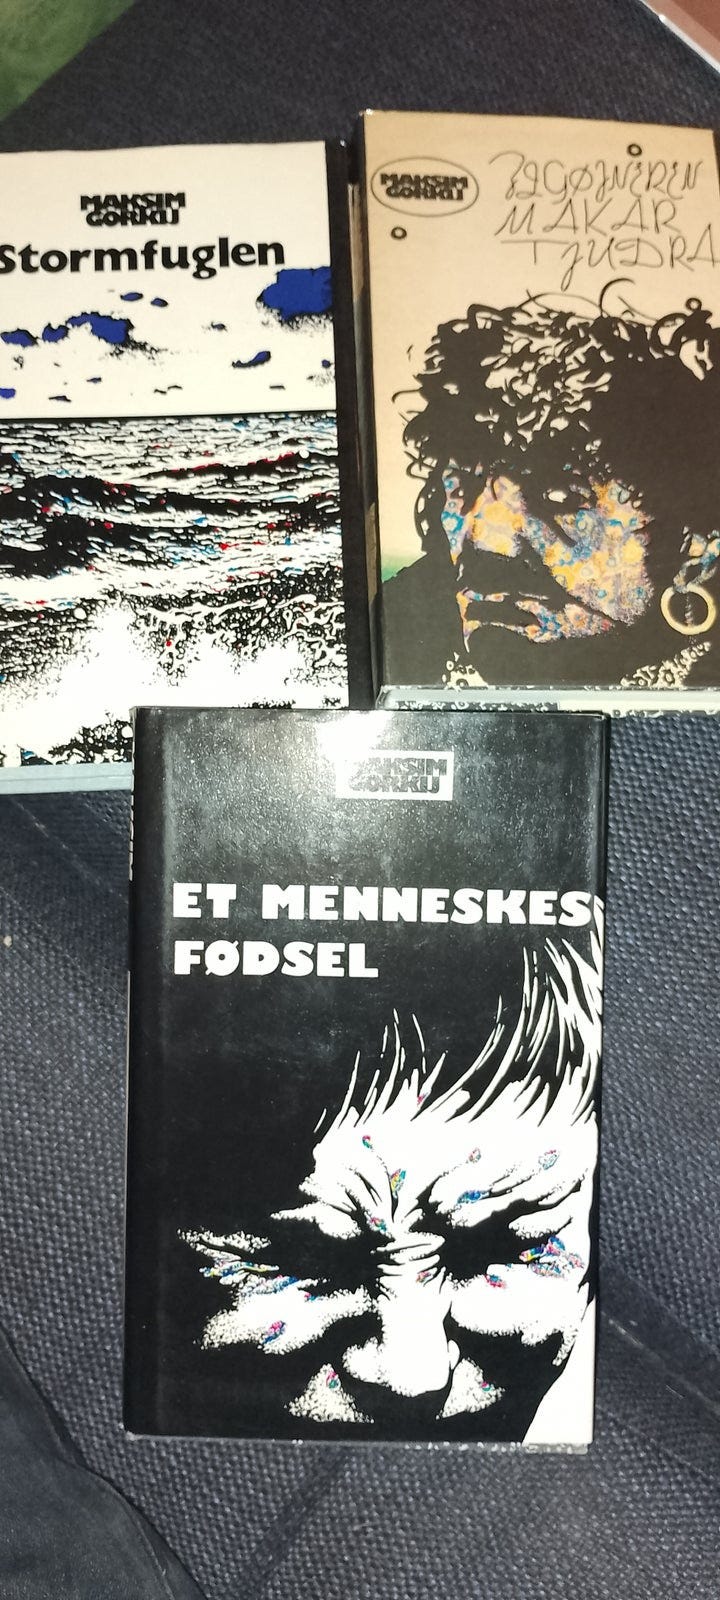 MAKSIM
GORKIJ
Stormfuglen
MAKSIM
GORKIJ
ZIGØJNEREN
MAKAR
TJUDRA
MAKSIM
GORKIJ
ET MENNESKES
FØDSEL